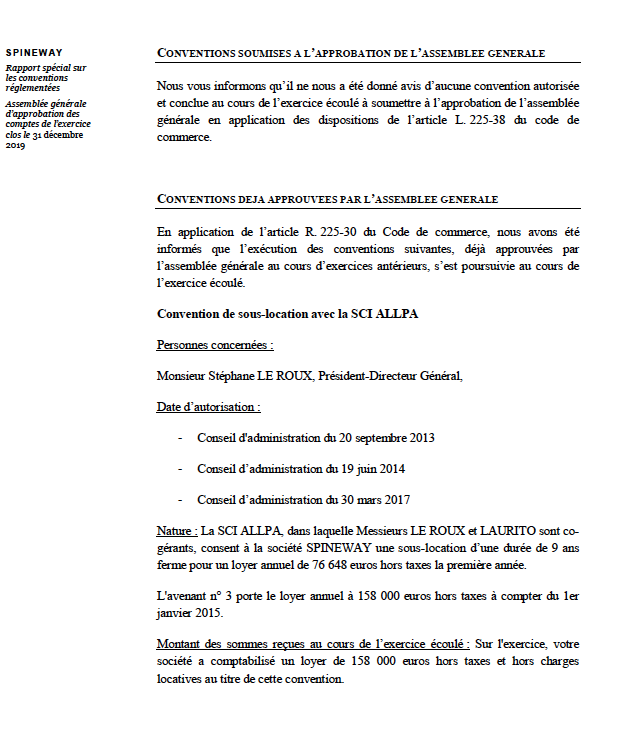 SPINEWAY
Rapport spécial sur
les conventions
réglementées
Assemblée générale
d'approbation des
comptes de l'exercice
clos le 31 décembre
2019
CONVENTIONS SOUMISES A L'APPROBATION DE L'ASSEMBLEE GENERALE
Nous vous informons qu'il ne nous a été donné avis d'aucune convention autorisée
et conclue au cours de l'exercice écoulé à soumettre à l'approbation de l'assemblée
générale en application des dispositions de l'article L. 225-38 du code de
commerce.
CONVENTIONS DEJA APPROUVEES PAR L'ASSEMBLEE GENERALE
En application de l'article R. 225-30 du Code de commerce, nous avons été
informés que l'exécution des conventions suivantes, déjà approuvées par
l'assemblée générale au cours d'exercices antérieurs, s'est poursuivie au cours de
l'exercice écoulé.
Convention de sous-location avec la SCI ALLPA
Personnes concernées :
Monsieur Stéphane LE ROUX, Président-Directeur Général,
Date d'autorisation :
- Conseil d'administration du 20 septembre 2013
- Conseil d'administration du 19 juin 2014
- Conseil d'administration du 30 mars 2017
Nature : La SCI ALLPA, dans laquelle Messieurs LE ROUX et LAURITO sont co-
gérants, consent à la société SPINEWAY une sous-location d'une durée de 9 ans
ferme pour un loyer annuel de 76 648 euros hors taxes la première année.
L'avenant n° 3 porte le loyer annuel à 158 000 euros hors taxes à compter du 1er
janvier 2015.
Montant des sommes reçues au cours de l'exercice écoulé : Sur l'exercice, votre
société a comptabilisé un loyer de 158 000 euros hors taxes et hors charges
locatives au titre de cette convention.